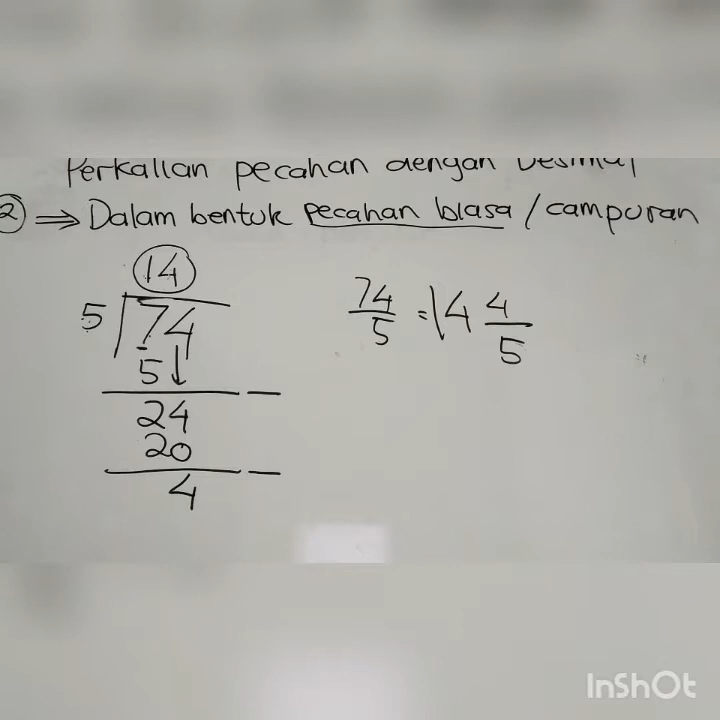 Perkalian pecahan dengan Desimal
2 ⇒ Dalam bentuk pecahan biasa / campuran
14
5 74
5
24
20
4
74/5 = 14 4/5
InShOt